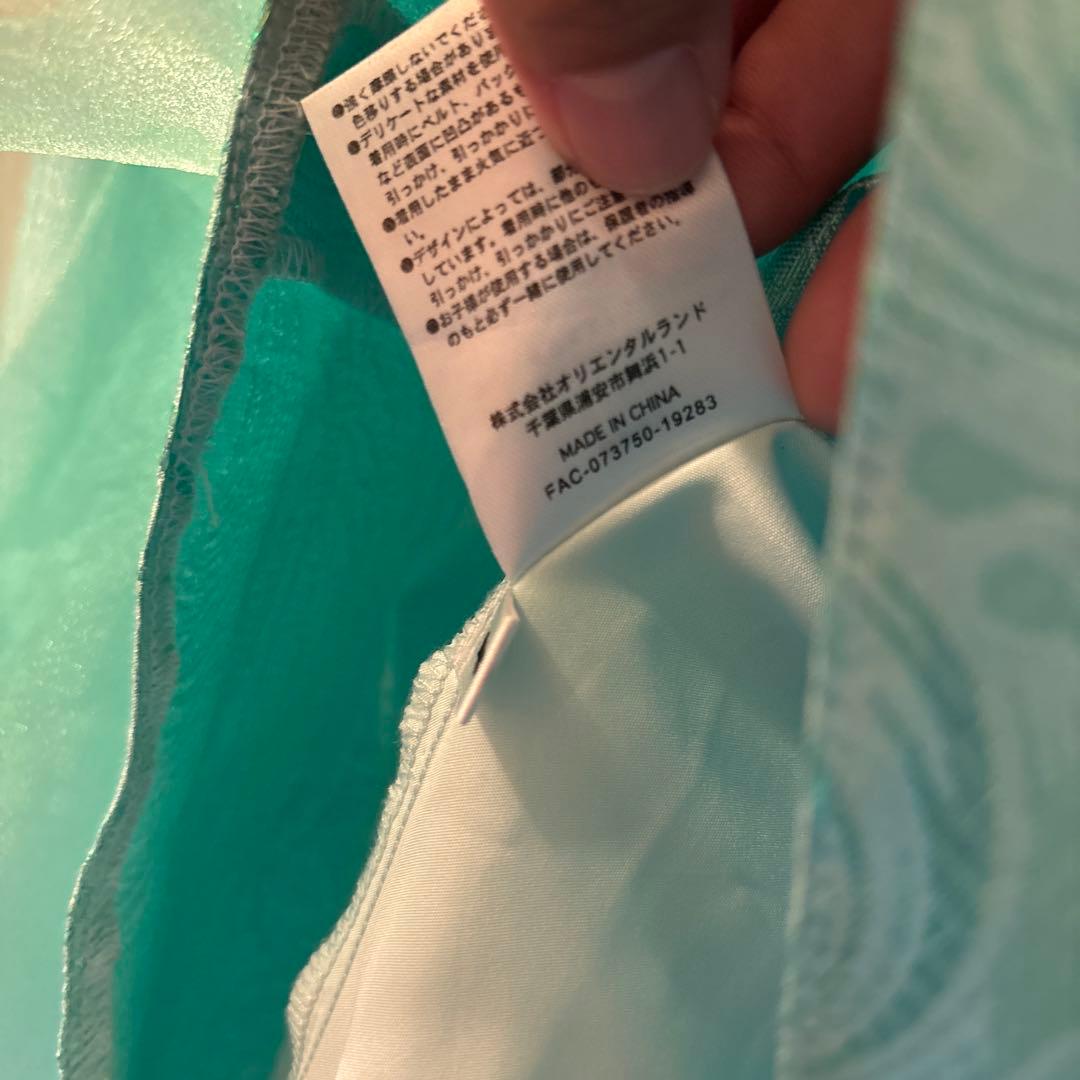 ●強く摩擦しないでくださ
色移りする場合があります
●デリケートな素材を使用
着用時にベルト、バッグ
など表面に凹凸があるも
引っかけ、引っかかりに
●着用したまま火気に近づ
い。
●デザインによっては、部分
しています。着用時に他の
引っかけ、引っかかりにご注意
●お子様が使用する場合は、保護者の指導
のもと必ず一緒に使用してください。
株式会社オリエンタルランド
千葉県浦安市舞浜1-1
MADE IN CHINA
FAC-073750-19283